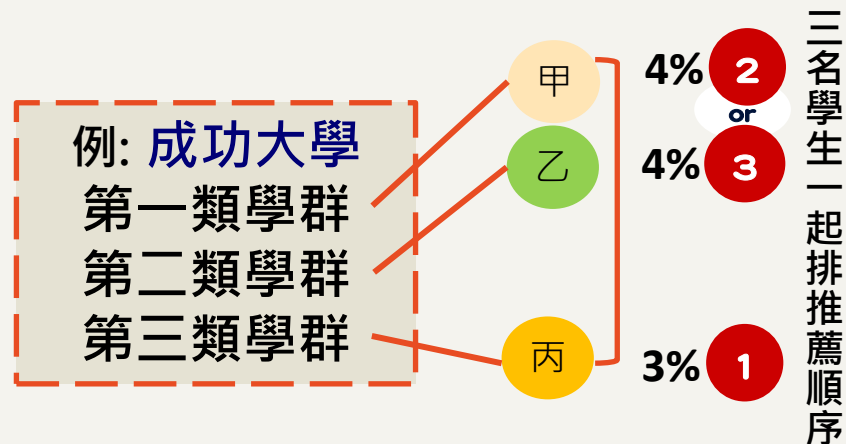 例: 成功大學
第一類學群
第二類學群
第三類學群
甲
乙
丙
4% 2
or
4% 3
3% 1
三名學生一起排推薦順序